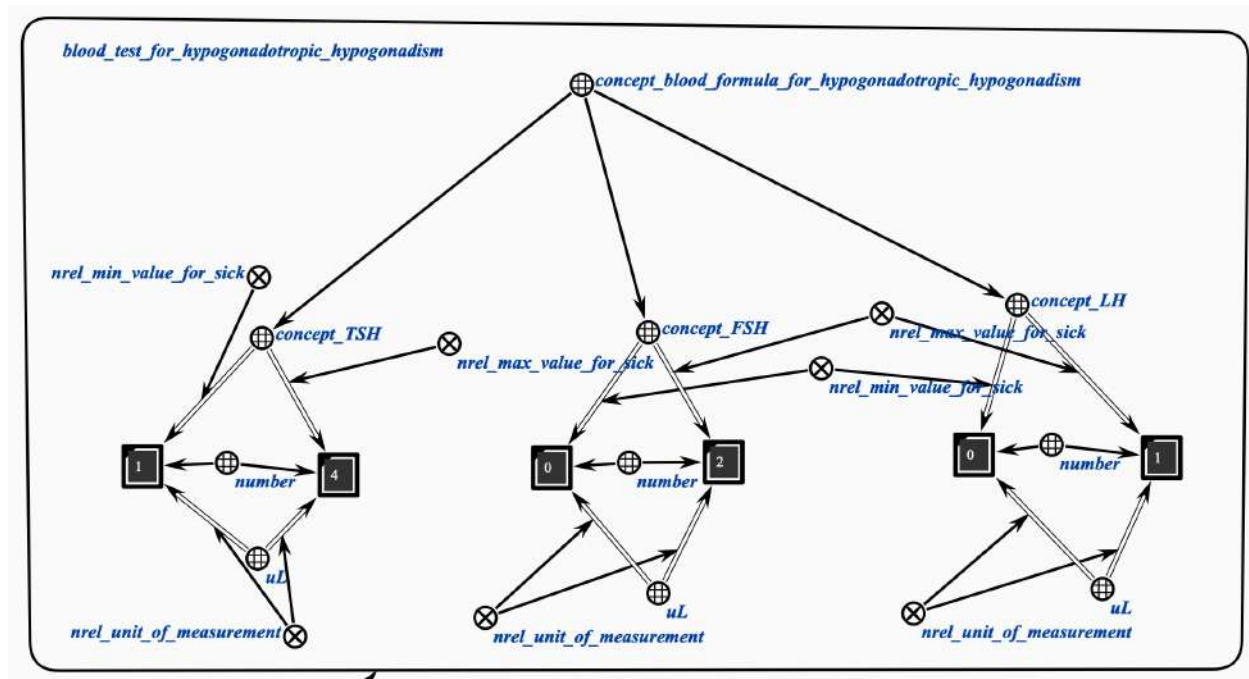 blood_test_for_hypogonadotropic_hypogonadism
concept_blood_formula_for_hypogonadotropic_hypogonadism
nrel_min_value_for_sick
concept_LH
concept_TSH
concept_FSH
nrel_max_value_for_sick
nrel_max_value_for_sick
nrel_min_value_for_sick
1
4
number
0
2
number
0
1
number
uL
uL
uL
nrel_unit_of_measurement
nrel_unit_of_measurement
nrel_unit_of_measurement